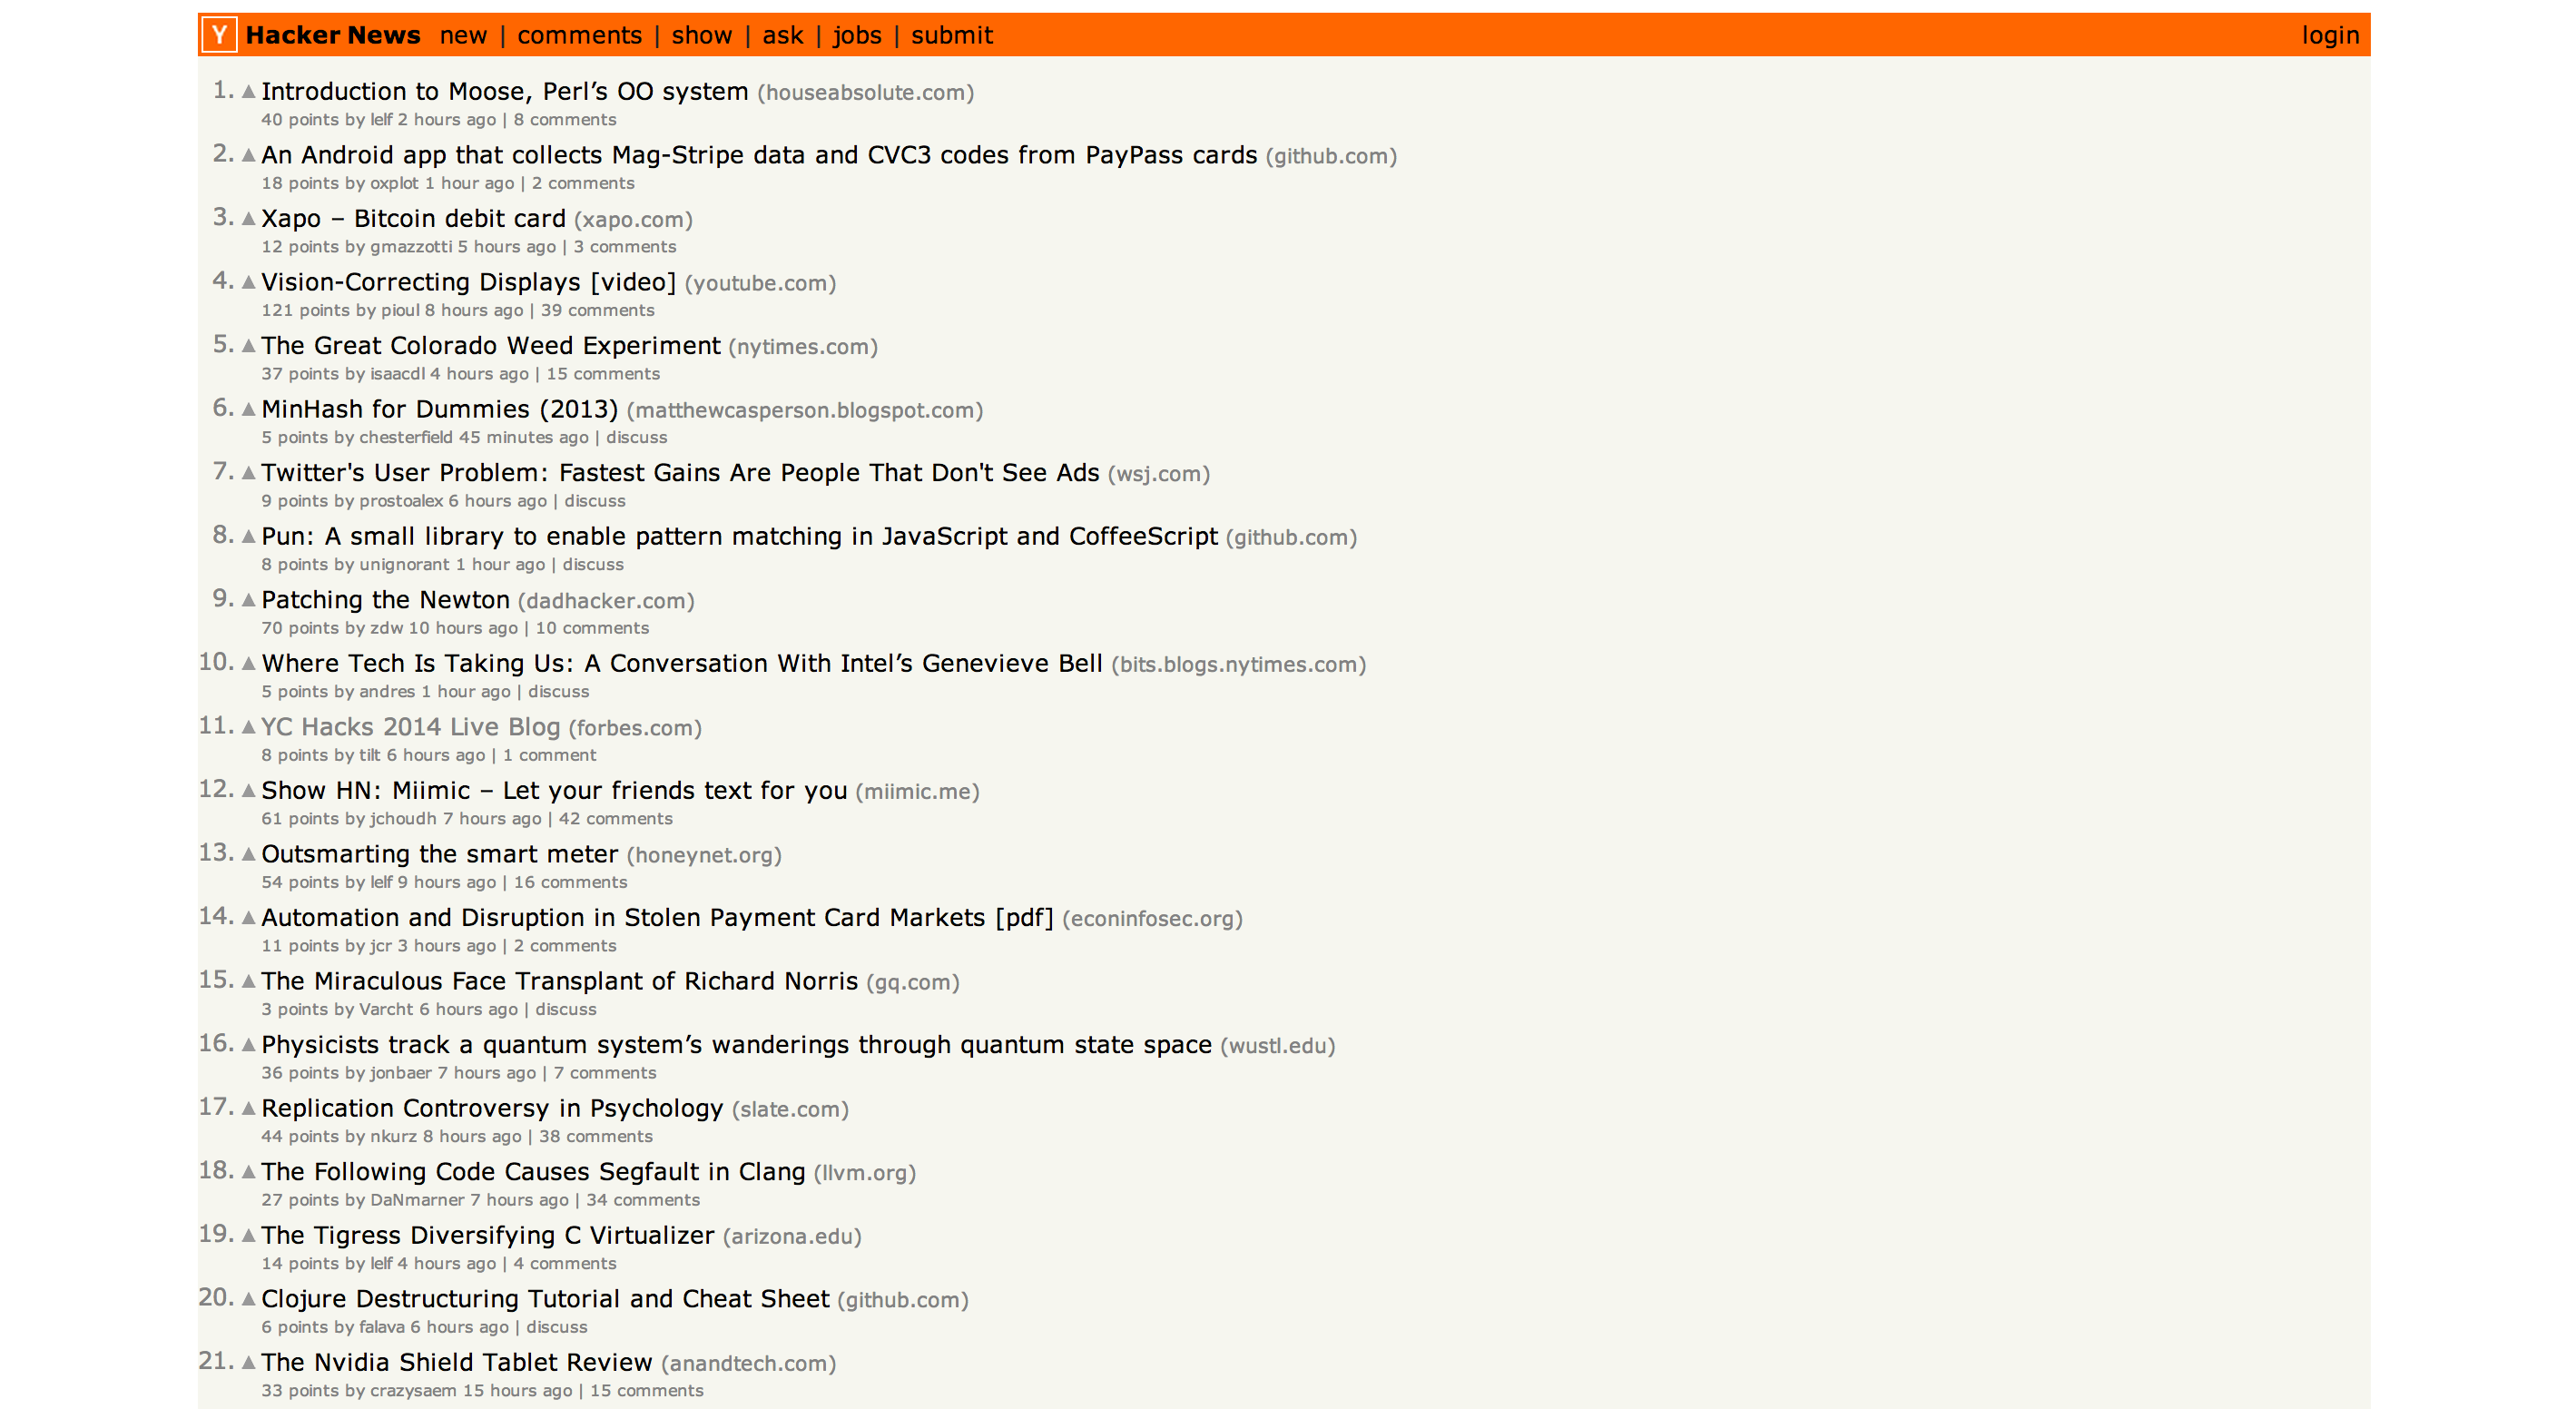 Y Hacker News new | comments | show | ask | jobs | submit login
1. ▲ Introduction to Moose, Perl’s OO system (houseabsolute.com)
40 points by lelf 2 hours ago | 8 comments
2. ▲ An Android app that collects Mag-Stripe data and CVC3 codes from PayPass cards (github.com)
18 points by oxplot 1 hour ago | 2 comments
3. ▲ Xapo – Bitcoin debit card (xapo.com)
12 points by gmazzotti 5 hours ago | 3 comments
4. ▲ Vision-Correcting Displays [video] (youtube.com)
121 points by pioul 8 hours ago | 39 comments
5. ▲ The Great Colorado Weed Experiment (nytimes.com)
37 points by isaacdl 4 hours ago | 15 comments
6. ▲ MinHash for Dummies (2013) (matthewcasperson.blogspot.com)
5 points by chesterfield 45 minutes ago | discuss
7. ▲ Twitter's User Problem: Fastest Gains Are People That Don't See Ads (wsj.com)
9 points by prostoalex 6 hours ago | discuss
8. ▲ Pun: A small library to enable pattern matching in JavaScript and CoffeeScript (github.com)
8 points by unignorant 1 hour ago | discuss
9. ▲ Patching the Newton (dadhacker.com)
70 points by zdw 10 hours ago | 10 comments
10. ▲ Where Tech Is Taking Us: A Conversation With Intel’s Genevieve Bell (bits.blogs.nytimes.com)
5 points by andres 1 hour ago | discuss
11. ▲ YC Hacks 2014 Live Blog (forbes.com)
8 points by tilt 6 hours ago | 1 comment
12. ▲ Show HN: Miimic – Let your friends text for you (miimic.me)
61 points by jchoudh 7 hours ago | 42 comments
13. ▲ Outsmarting the smart meter (honeynet.org)
54 points by lelf 9 hours ago | 16 comments
14. ▲ Automation and Disruption in Stolen Payment Card Markets [pdf] (econinfosec.org)
11 points by jcr 3 hours ago | 2 comments
15. ▲ The Miraculous Face Transplant of Richard Norris (gq.com)
3 points by Varcht 6 hours ago | discuss
16. ▲ Physicists track a quantum system’s wanderings through quantum state space (wustl.edu)
36 points by jonbaer 7 hours ago | 7 comments
17. ▲ Replication Controversy in Psychology (slate.com)
44 points by nkurz 8 hours ago | 38 comments
18. ▲ The Following Code Causes Segfault in Clang (llvm.org)
27 points by DaNmarner 7 hours ago | 34 comments
19. ▲ The Tigress Diversifying C Virtualizer (arizona.edu)
14 points by lelf 4 hours ago | 4 comments
20. ▲ Clojure Destructuring Tutorial and Cheat Sheet (github.com)
6 points by falava 6 hours ago | discuss
21. ▲ The Nvidia Shield Tablet Review (anandtech.com)
33 points by crazysaem 15 hours ago | 15 comments